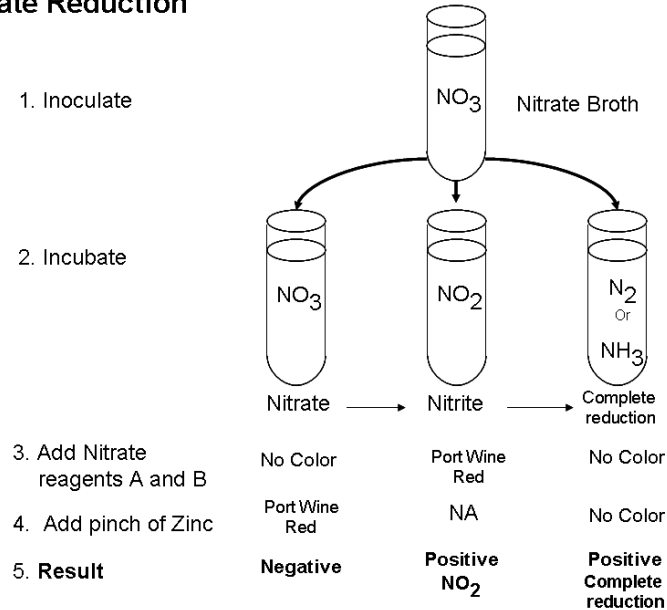 ate Reduction
1. Inoculate
NO3
Nitrate Broth
2. Incubate
NO3
NO2
N2
Or
NH3
Nitrate
Nitrite
Complete
reduction
3. Add Nitrate
reagents A and B
No Color
Port Wine
Red
No Color
4. Add pinch of Zinc
Port Wine
Red
NA
No Color
5. Result
Negative
Positive
NO2
Positive
Complete
reduction